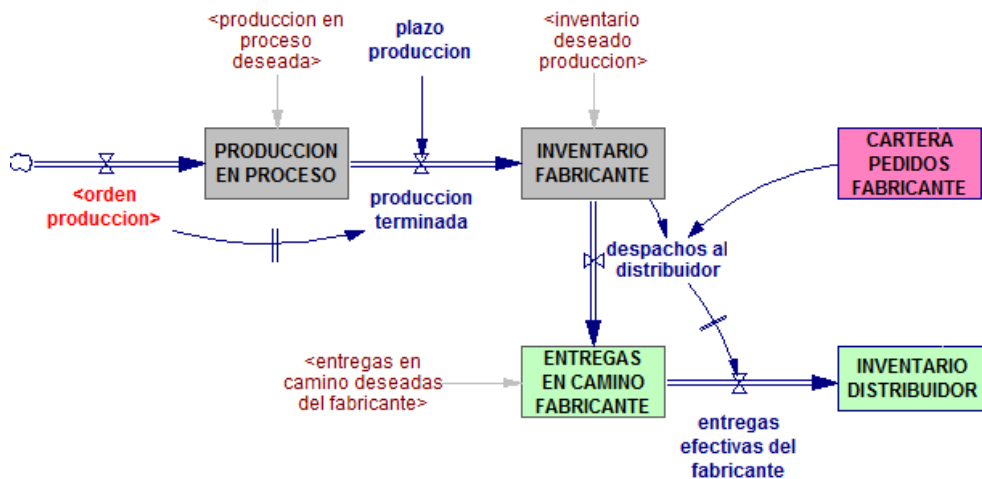 <produccion en
proceso
deseada>
plazo
produccion
<inventario
deseado
produccion>
PRODUCCION
EN PROCESO
INVENTARIO
FABRICANTE
CARTERA
PEDIDOS
FABRICANTE
<orden
produccion>
produccion
terminada
despachos al
distribuidor
<entregas en
camino deseadas
del fabricante>
ENTREGAS
EN CAMINO
FABRICANTE
INVENTARIO
DISTRIBUIDOR
entregas
efectivas del
fabricante